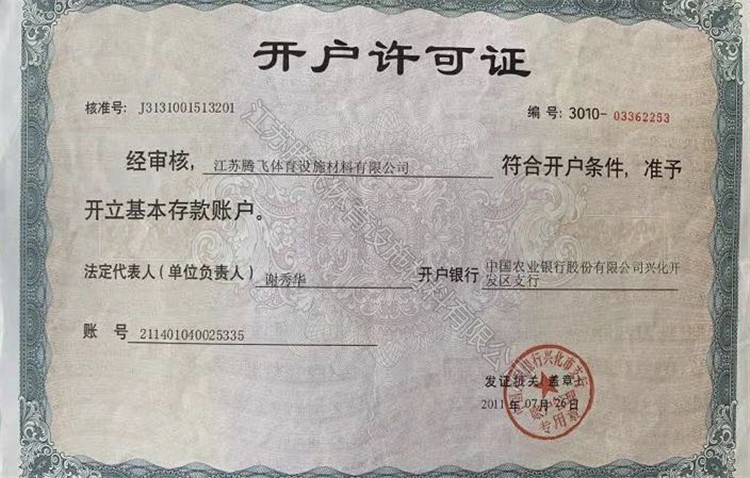 开户许可证
核准号: J3131001513201 编号: 3010-03362253
经审核, 江苏腾飞体育设施材料有限公司 符合开户条件, 准予
开立基本存款账户。
法定代表人(单位负责人) 谢秀华 开户银行 中国农业银行股份有限公司兴化开
发区支行
账号 211401040025335
发证机关(盖章)
2011年07月26日
专用章